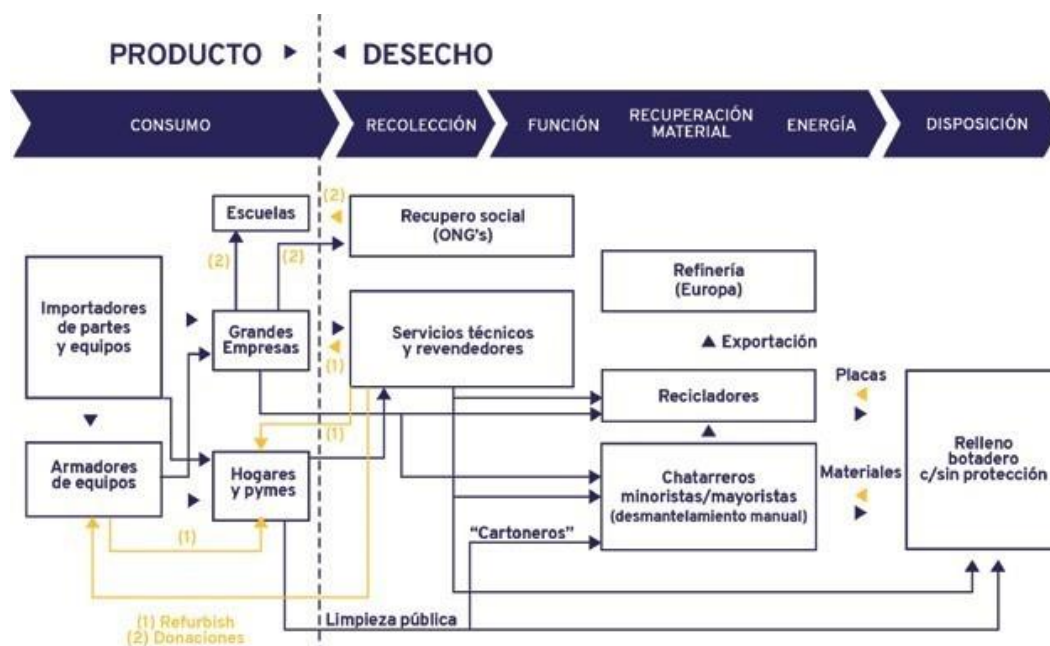 PRODUCTO
DESECHO
CONSUMO
RECOLECCIÓN
FUNCIÓN
RECUPERACIÓN
MATERIAL
ENERGÍA
DISPOSICIÓN
Escuelas
(2)
Recupero social
(ONG's)
(2)
(2)
Importadores
de partes
y equipos
Grandes
Empresas
Servicios técnicos
y revendedores
(1)
Refinería
(Europa)
Exportación
Recicladores
Placas
(1)
Armadores
de equipos
Hogares
y pymes
Chatarreros
minoristas/mayoristas
(desmantelamiento manual)
Materiales
Relleno
botadero
c/sin protección
(1)
"Cartoneros"
(1) Refurbish
(2) Donaciones
Limpieza pública